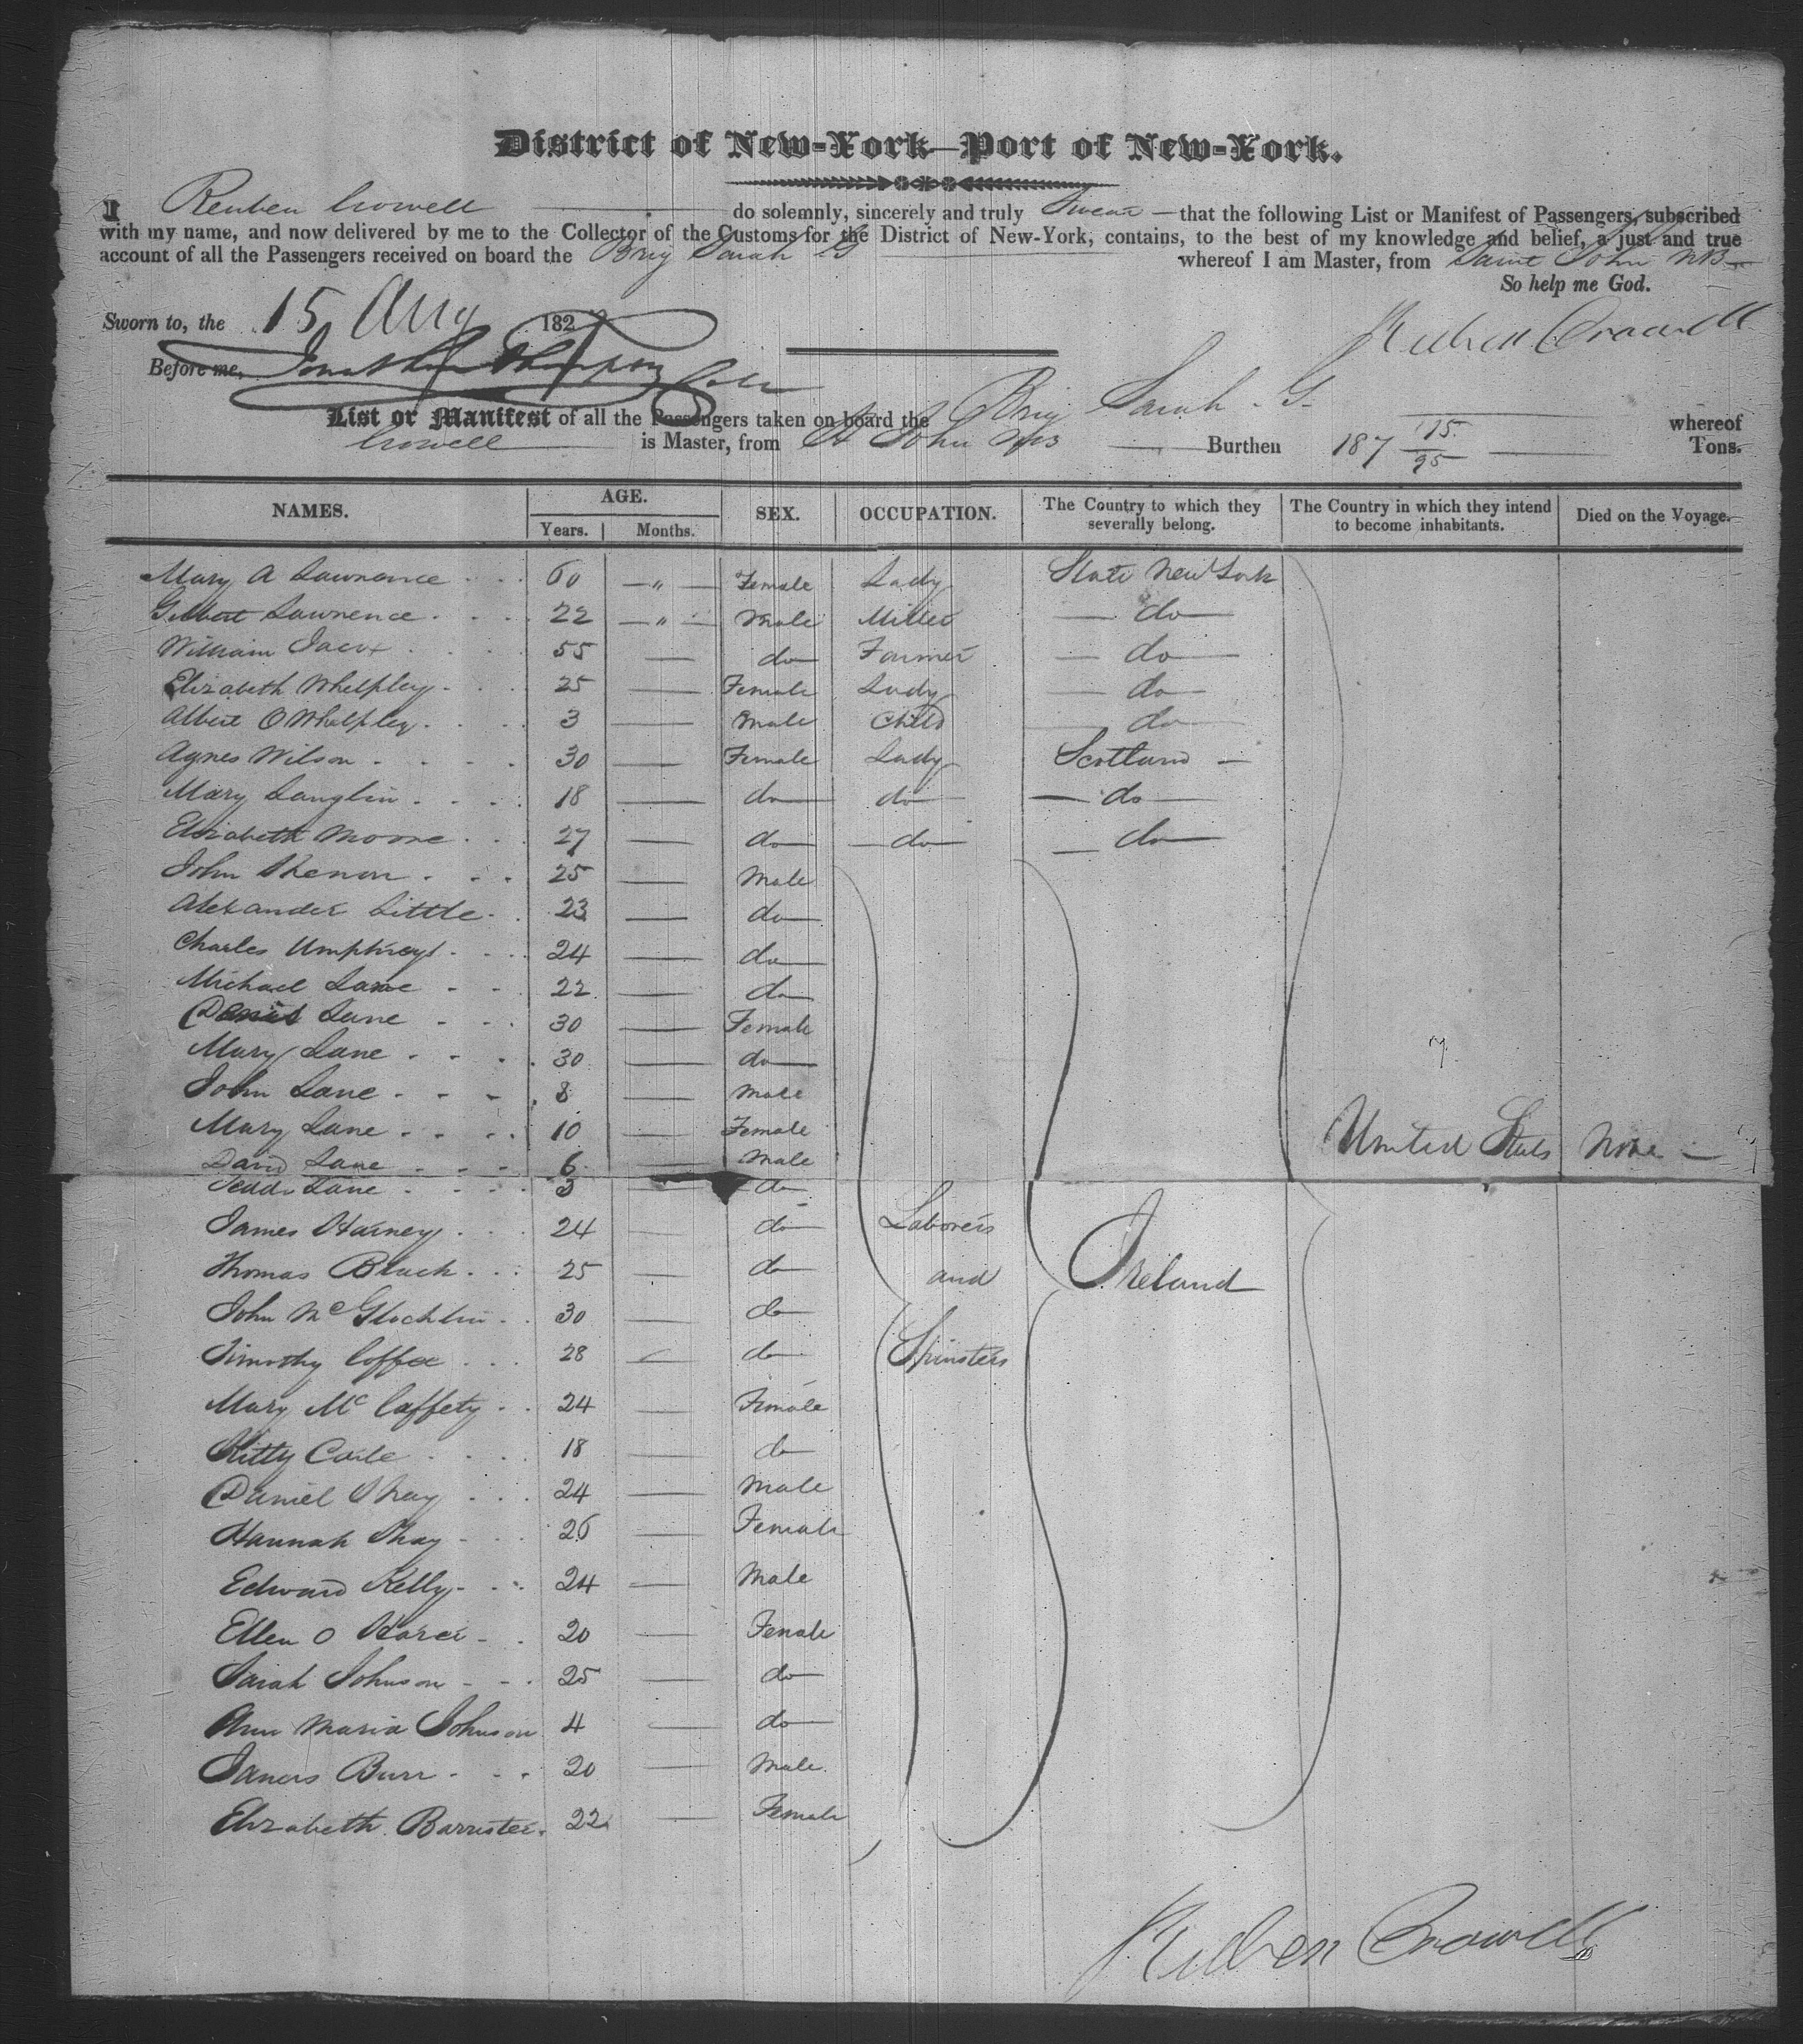 District of New-York—Port of New-York.
I Reuben Crowell do solemnly, sincerely and truly Swear — that the following List or Manifest of Passengers, subscribed
with my name, and now delivered by me to the Collector of the Customs for the District of New-York, contains, to the best of my knowledge and belief, a just and true
account of all the Passengers received on board the Brig Sarah G whereof I am Master, from Saint John NB
So help me God.
Sworn to, the 15 Aug 182
Reuben Crowell
Before me, Jonathan Thompson
List or Manifest of all the Passengers taken on board the Brig Sarah G. whereof
Crowell is Master, from St John NB Burthen 187 15/95 Tons.
NAMES. AGE. SEX. OCCUPATION. The Country to which they severally belong. The Country in which they intend to become inhabitants. Died on the Voyage.
Years. Months.
Mary A Lawrence 60 — " — Female Lady State New York
Gilbert Lawrence 22 — " — Male Miller do
William 55 — do Farmer do
Elizabeth Whelpley 25 — Female Lady do
Albert O Whelpley 3 — Male Child do
Agnes Wilson 30 — Female Lady Scotland
Mary Langlin 18 — do do do
Elizabeth Moore 27 — do do do
John 25 — Male
Alexander Little 23 — do
Charles Umphreys 24 — do
Michael Lane 22 — do
Lane 30 — Female
Mary Lane 30 — do
John Lane 8 — Male
Mary Lane 10 — Female
United States None
David Lane 6 — Male
Lane 3 — do
James Harney 24 — do Laborers
Thomas 25 — do and Ireland
John McGlochlin 30 — do
Timothy Coffee 28 — do Spinsters
Mary McCaffety 24 — Female
Kitty 18 — do
Daniel Shay 24 — Male
Hannah Shay 26 — Female
Edward Kelly 24 — Male
Ellen O 20 — Female
Sarah Johnson 25 — do
Ann Maria Johnson 4 — do
Burr 20 — Male
Elizabeth Barrister 22 — Female
Reuben Crowell